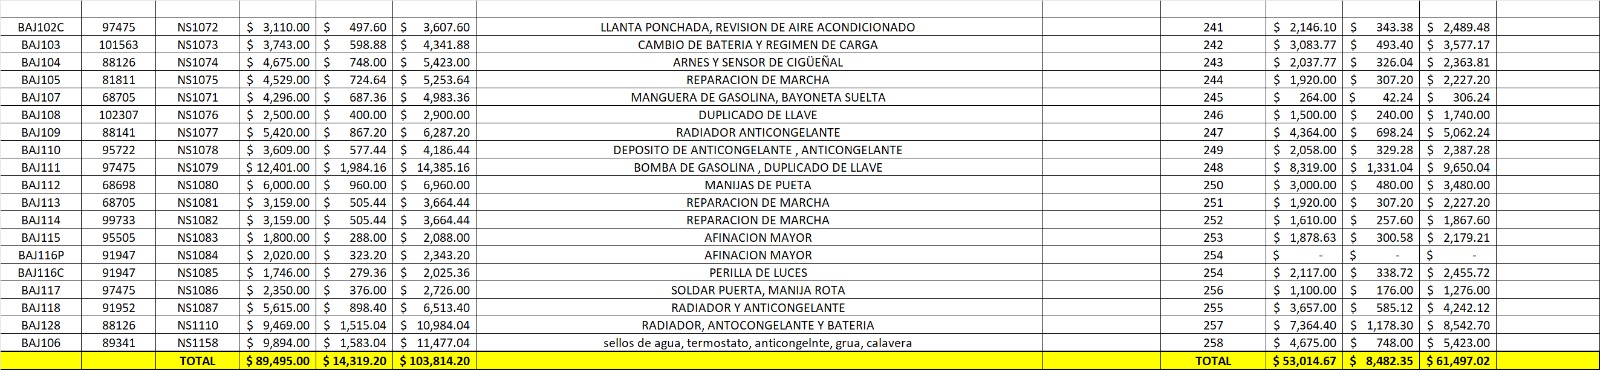 BAJ102C 97475 NS1072 $ 3,110.00 $ 497.60 $ 3,607.60 LLANTA PONCHADA, REVISION DE AIRE ACONDICIONADO 241 $ 2,146.10 $ 343.38 $ 2,489.48
BAJ103 101563 NS1073 $ 3,743.00 $ 598.88 $ 4,341.88 CAMBIO DE BATERIA Y REGIMEN DE CARGA 242 $ 3,083.77 $ 493.40 $ 3,577.17
BAJ104 88126 NS1074 $ 4,675.00 $ 748.00 $ 5,423.00 ARNES Y SENSOR DE CIGÜEÑAL 243 $ 2,037.77 $ 326.04 $ 2,363.81
BAJ105 81811 NS1075 $ 4,529.00 $ 724.64 $ 5,253.64 REPARACION DE MARCHA 244 $ 1,920.00 $ 307.20 $ 2,227.20
BAJ107 68705 NS1071 $ 4,296.00 $ 687.36 $ 4,983.36 MANGUERA DE GASOLINA, BAYONETA SUELTA 245 $ 264.00 $ 42.24 $ 306.24
BAJ108 102307 NS1076 $ 2,500.00 $ 400.00 $ 2,900.00 DUPLICADO DE LLAVE 246 $ 1,500.00 $ 240.00 $ 1,740.00
BAJ109 88141 NS1077 $ 5,420.00 $ 867.20 $ 6,287.20 RADIADOR ANTICONGELANTE 247 $ 4,364.00 $ 698.24 $ 5,062.24
BAJ110 95722 NS1078 $ 3,609.00 $ 577.44 $ 4,186.44 DEPOSITO DE ANTICONGELANTE , ANTICONGELANTE 249 $ 2,058.00 $ 329.28 $ 2,387.28
BAJ111 97475 NS1079 $ 12,401.00 $ 1,984.16 $ 14,385.16 BOMBA DE GASOLINA , DUPLICADO DE LLAVE 248 $ 8,319.00 $ 1,331.04 $ 9,650.04
BAJ112 68698 NS1080 $ 6,000.00 $ 960.00 $ 6,960.00 MANIJAS DE PUETA 250 $ 3,000.00 $ 480.00 $ 3,480.00
BAJ113 68705 NS1081 $ 3,159.00 $ 505.44 $ 3,664.44 REPARACION DE MARCHA 251 $ 1,920.00 $ 307.20 $ 2,227.20
BAJ114 99733 NS1082 $ 3,159.00 $ 505.44 $ 3,664.44 REPARACION DE MARCHA 252 $ 1,610.00 $ 257.60 $ 1,867.60
BAJ115 95505 NS1083 $ 1,800.00 $ 288.00 $ 2,088.00 AFINACION MAYOR 253 $ 1,878.63 $ 300.58 $ 2,179.21
BAJ116P 91947 NS1084 $ 2,020.00 $ 323.20 $ 2,343.20 AFINACION MAYOR 254 $ - $ - $ -
BAJ116C 91947 NS1085 $ 1,746.00 $ 279.36 $ 2,025.36 PERILLA DE LUCES 254 $ 2,117.00 $ 338.72 $ 2,455.72
BAJ117 97475 NS1086 $ 2,350.00 $ 376.00 $ 2,726.00 SOLDAR PUERTA, MANIJA ROTA 256 $ 1,100.00 $ 176.00 $ 1,276.00
BAJ118 91952 NS1087 $ 5,615.00 $ 898.40 $ 6,513.40 RADIADOR Y ANTICONGELANTE 255 $ 3,657.00 $ 585.12 $ 4,242.12
BAJ128 88126 NS1110 $ 9,469.00 $ 1,515.04 $ 10,984.04 RADIADOR, ANTOCONGELANTE Y BATERIA 257 $ 7,364.40 $ 1,178.30 $ 8,542.70
BAJ106 89341 NS1158 $ 9,894.00 $ 1,583.04 $ 11,477.04 sellos de agua, termostato, anticongelnte, grua, calavera 258 $ 4,675.00 $ 748.00 $ 5,423.00
TOTAL $ 89,495.00 $ 14,319.20 $ 103,814.20 TOTAL $ 53,014.67 $ 8,482.35 $ 61,497.02